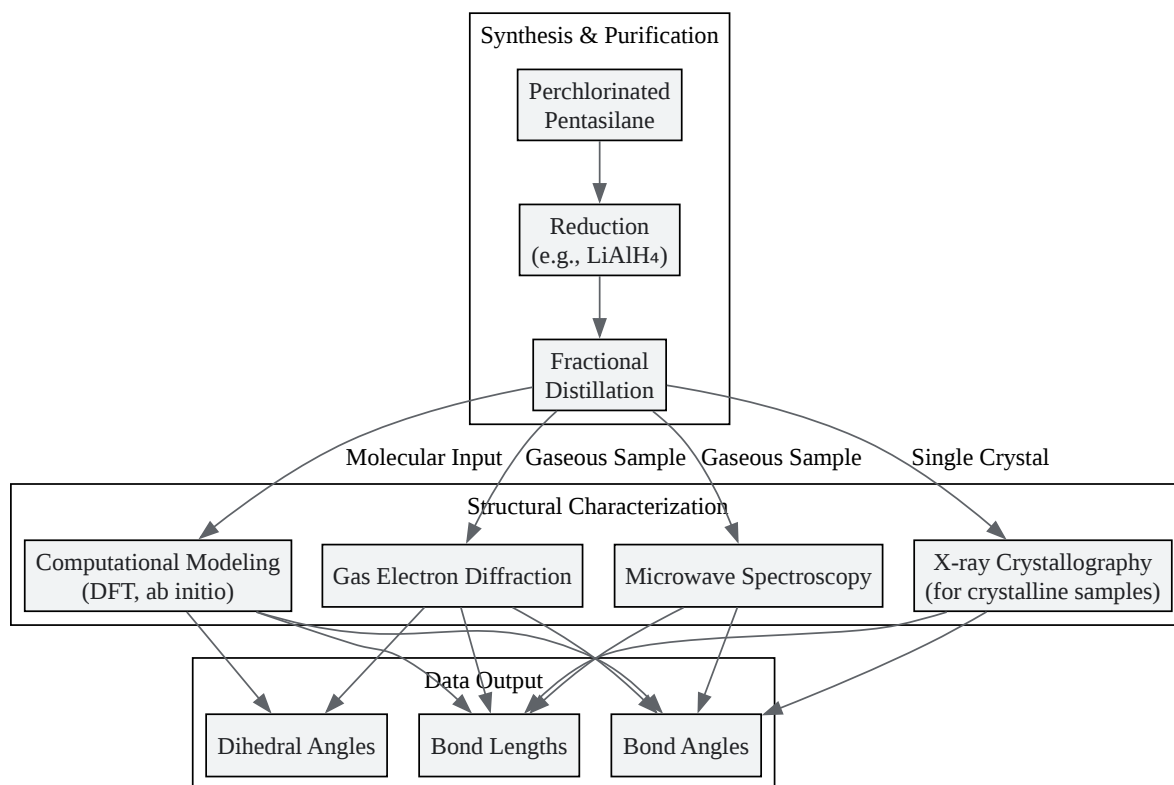 Synthesis & Purification
Perchlorinated
Pentasilane
Reduction
(e.g., LiAlH₄)
Fractional
Distillation
Molecular Input
Gaseous Sample
Gaseous Sample
Single Crystal
Structural Characterization
Computational Modeling
(DFT, ab initio)
Gas Electron Diffraction
Microwave Spectroscopy
X-ray Crystallography
(for crystalline samples)
Data Output
Dihedral Angles
Bond Lengths
Bond Angles